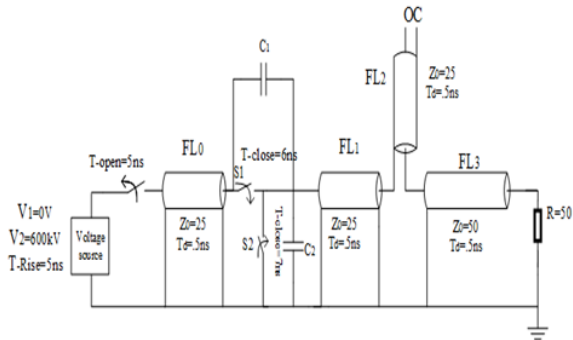 OC
C1
FL2
Z0=25
Td=.5ns
T-open=5ns
FL0
T-close=6ns
S1
FL1
FL3
V1=0V
V2=600kV
T-Rise=5ns
Voltage
source
Z0=25
Td=.5ns
S2
T-close=7ns
C2
Z0=25
Td=.5ns
Z0=50
Td=.5ns
R=50